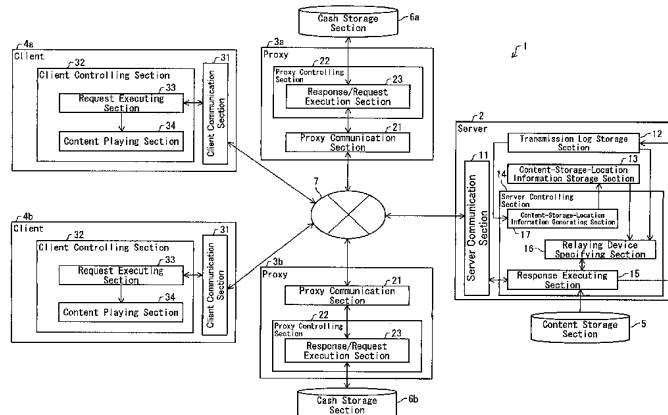 Cash Storage
Section
6a
1
4a
Client
32
31
Client Controlling Section
33
Request Executing
Section
34
Content Playing Section
Client Communication
Section
3a
Proxy
22
Proxy Controlling
Section
23
Response/Request
Execution Section
21
Proxy Communication
Section
2
Server
12
Transmission Log Storage
Section
11
13
Content-Storage-Location
Information Storage Section
14
Server Controlling
Section
Content-Storage-Location
Information Generating Section
17
Relaying Device
Specifying Section
16
Response Executing
Section
15
Server Communication
Section
Content Storage
Section
5
7
4b
Client
32
31
Client Controlling Section
33
Request Executing
Section
34
Content Playing Section
Client Communication
Section
3b
Proxy
21
Proxy Communication
Section
22
Proxy Controlling
Section
23
Response/Request
Execution Section
Cash Storage
Section
6b